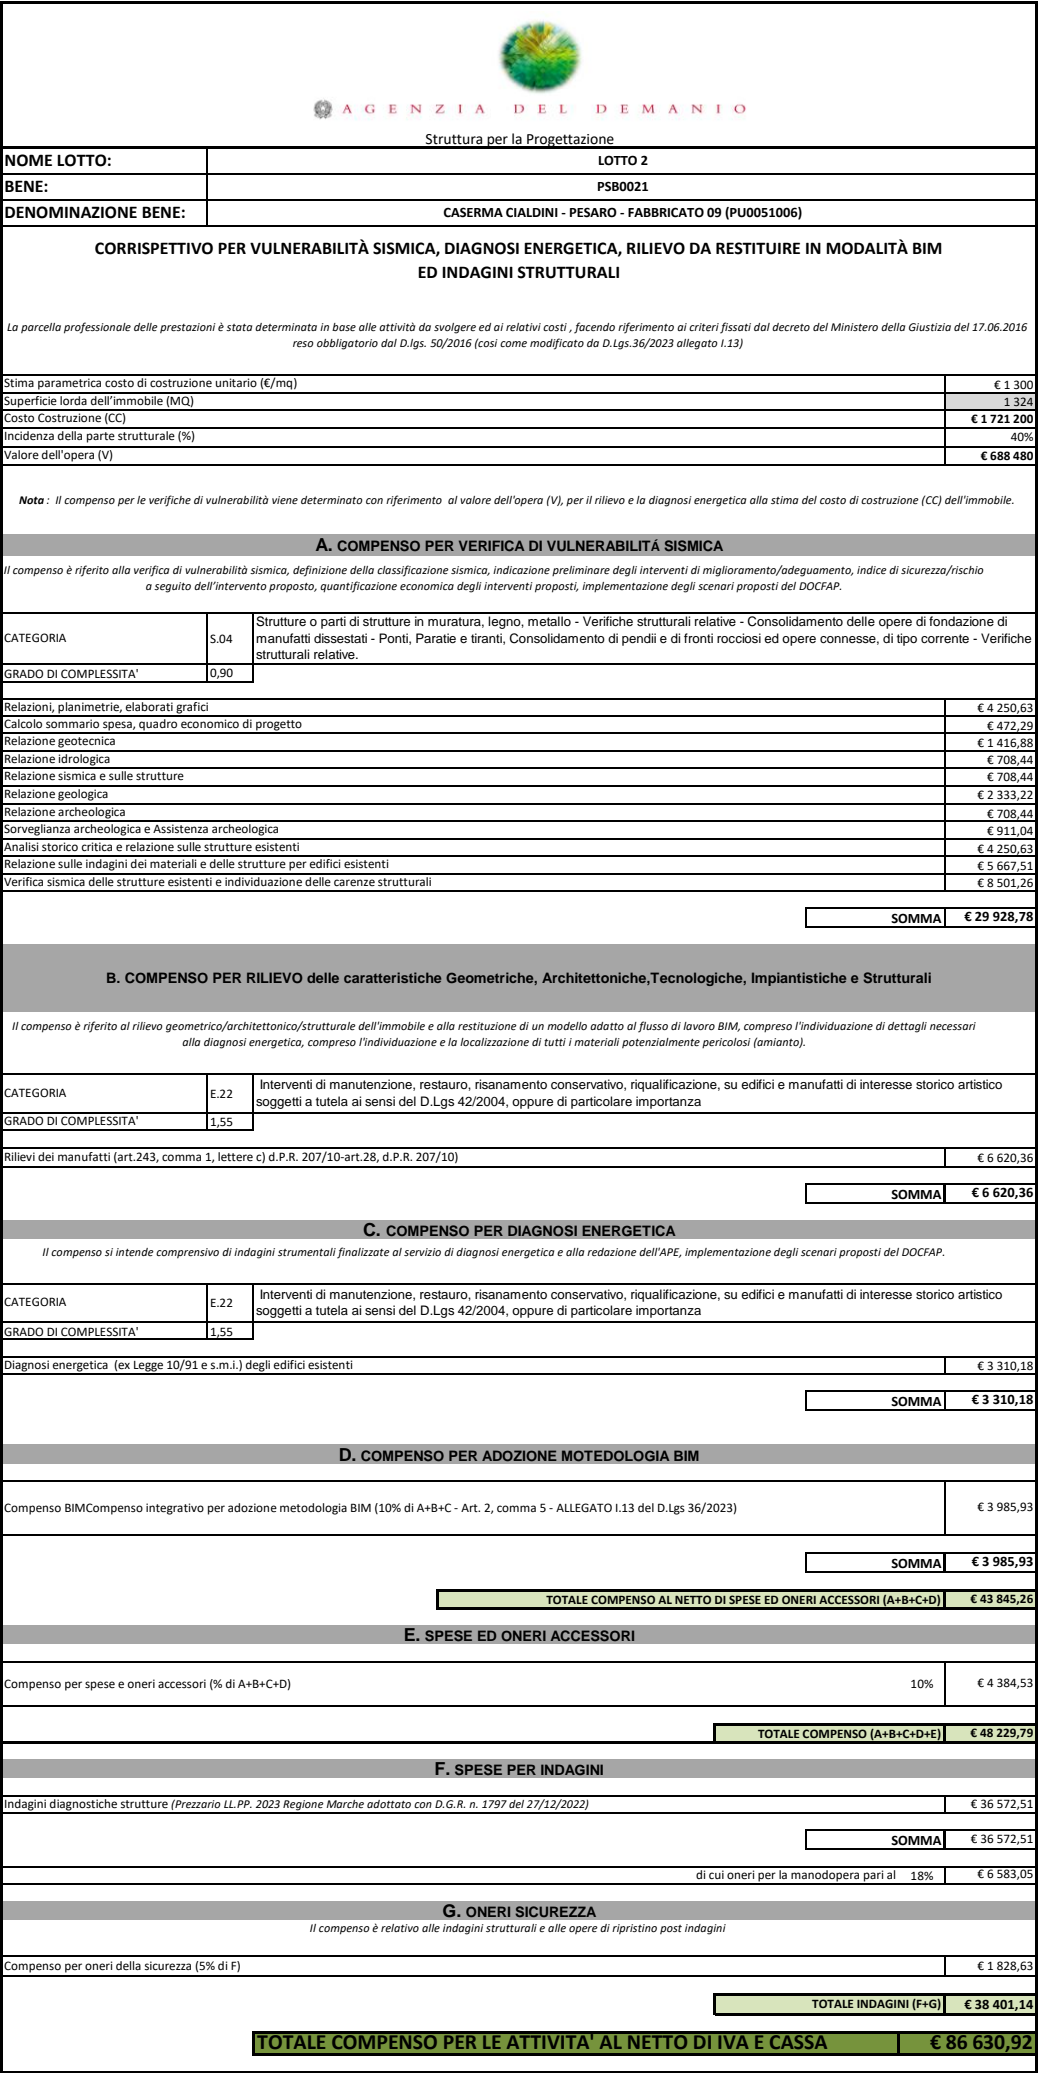 AGENZIA DEL DEMANIO
Struttura per la Progettazione
NOME LOTTO: LOTTO 2
BENE: PSB0021
DENOMINAZIONE BENE: CASERMA CIALDINI - PESARO - FABBRICATO 09 (PU0051006)
CORRISPETTIVO PER VULNERABILITÀ SISMICA, DIAGNOSI ENERGETICA, RILIEVO DA RESTITUIRE IN MODALITÀ BIM
ED INDAGINI STRUTTURALI
La parcella professionale delle prestazioni è stata determinata in base alle attività da svolgere ed ai relativi costi , facendo riferimento ai criteri fissati dal decreto del Ministero della Giustizia del 17.06.2016
reso obbligatorio dal D.lgs. 50/2016 (cosi come modificato da D.Lgs.36/2023 allegato I.13)
Stima parametrica costo di costruzione unitario (€/mq) € 1 300
Superficie lorda dell'immobile (MQ) 1 324
Costo Costruzione (CC) € 1 721 200
Incidenza della parte strutturale (%) 40%
Valore dell'opera (V) € 688 480
Nota : Il compenso per le verifiche di vulnerabilità viene determinato con riferimento al valore dell'opera (V), per il rilievo e la diagnosi energetica alla stima del costo di costruzione (CC) dell'immobile.
A. COMPENSO PER VERIFICA DI VULNERABILITÁ SISMICA
Il compenso è riferito alla verifica di vulnerabilità sismica, definizione della classificazione sismica, indicazione preliminare degli interventi di miglioramento/adeguamento, indice di sicurezza/rischio
a seguito dell'intervento proposto, quantificazione economica degli interventi proposti, implementazione degli scenari proposti del DOCFAP.
Strutture o parti di strutture in muratura, legno, metallo - Verifiche strutturali relative - Consolidamento delle opere di fondazione di
CATEGORIA S.04 manufatti dissestati - Ponti, Paratie e tiranti, Consolidamento di pendii e di fronti rocciosi ed opere connesse, di tipo corrente - Verifiche
strutturali relative.
GRADO DI COMPLESSITA' 0,90
Relazioni, planimetrie, elaborati grafici € 4 250,63
Calcolo sommario spesa, quadro economico di progetto € 472,29
Relazione geotecnica € 1 416,88
Relazione idrologica € 708,44
Relazione sismica e sulle strutture € 708,44
Relazione geologica € 2 333,22
Relazione archeologica € 708,44
Sorveglianza archeologica e Assistenza archeologica € 911,04
Analisi storico critica e relazione sulle strutture esistenti € 4 250,63
Relazione sulle indagini dei materiali e delle strutture per edifici esistenti € 5 667,51
Verifica sismica delle strutture esistenti e individuazione delle carenze strutturali € 8 501,26
SOMMA € 29 928,78
B. COMPENSO PER RILIEVO delle caratteristiche Geometriche, Architettoniche,Tecnologiche, Impiantistiche e Strutturali
Il compenso è riferito al rilievo geometrico/architettonico/strutturale dell'immobile e alla restituzione di un modello adatto al flusso di lavoro BIM, compreso l'individuazione di dettagli necessari
alla diagnosi energetica, compreso l'individuazione e la localizzazione di tutti i materiali potenzialmente pericolosi (amianto).
CATEGORIA E.22 Interventi di manutenzione, restauro, risanamento conservativo, riqualificazione, su edifici e manufatti di interesse storico artistico
soggetti a tutela ai sensi del D.Lgs 42/2004, oppure di particolare importanza
GRADO DI COMPLESSITA' 1,55
Rilievi dei manufatti (art.243, comma 1, lettere c) d.P.R. 207/10-art.28, d.P.R. 207/10) € 6 620,36
SOMMA € 6 620,36
C. COMPENSO PER DIAGNOSI ENERGETICA
Il compenso si intende comprensivo di indagini strumentali finalizzate al servizio di diagnosi energetica e alla redazione dell'APE, implementazione degli scenari proposti del DOCFAP.
CATEGORIA E.22 Interventi di manutenzione, restauro, risanamento conservativo, riqualificazione, su edifici e manufatti di interesse storico artistico
soggetti a tutela ai sensi del D.Lgs 42/2004, oppure di particolare importanza
GRADO DI COMPLESSITA' 1,55
Diagnosi energetica (ex Legge 10/91 e s.m.i.) degli edifici esistenti € 3 310,18
SOMMA € 3 310,18
D. COMPENSO PER ADOZIONE MOTEDOLOGIA BIM
Compenso BIMCompenso integrativo per adozione metodologia BIM (10% di A+B+C - Art. 2, comma 5 - ALLEGATO I.13 del D.Lgs 36/2023) € 3 985,93
SOMMA € 3 985,93
TOTALE COMPENSO AL NETTO DI SPESE ED ONERI ACCESSORI (A+B+C+D) € 43 845,26
E. SPESE ED ONERI ACCESSORI
Compenso per spese e oneri accessori (% di A+B+C+D) 10% € 4 384,53
TOTALE COMPENSO (A+B+C+D+E) € 48 229,79
F. SPESE PER INDAGINI
Indagini diagnostiche strutture (Prezzario LL.PP. 2023 Regione Marche adottato con D.G.R. n. 1797 del 27/12/2022) € 36 572,51
SOMMA € 36 572,51
di cui oneri per la manodopera pari al 18% € 6 583,05
G. ONERI SICUREZZA
Il compenso è relativo alle indagini strutturali e alle opere di ripristino post indagini
Compenso per oneri della sicurezza (5% di F) € 1 828,63
TOTALE INDAGINI (F+G) € 38 401,14
TOTALE COMPENSO PER LE ATTIVITA' AL NETTO DI IVA E CASSA € 86 630,92